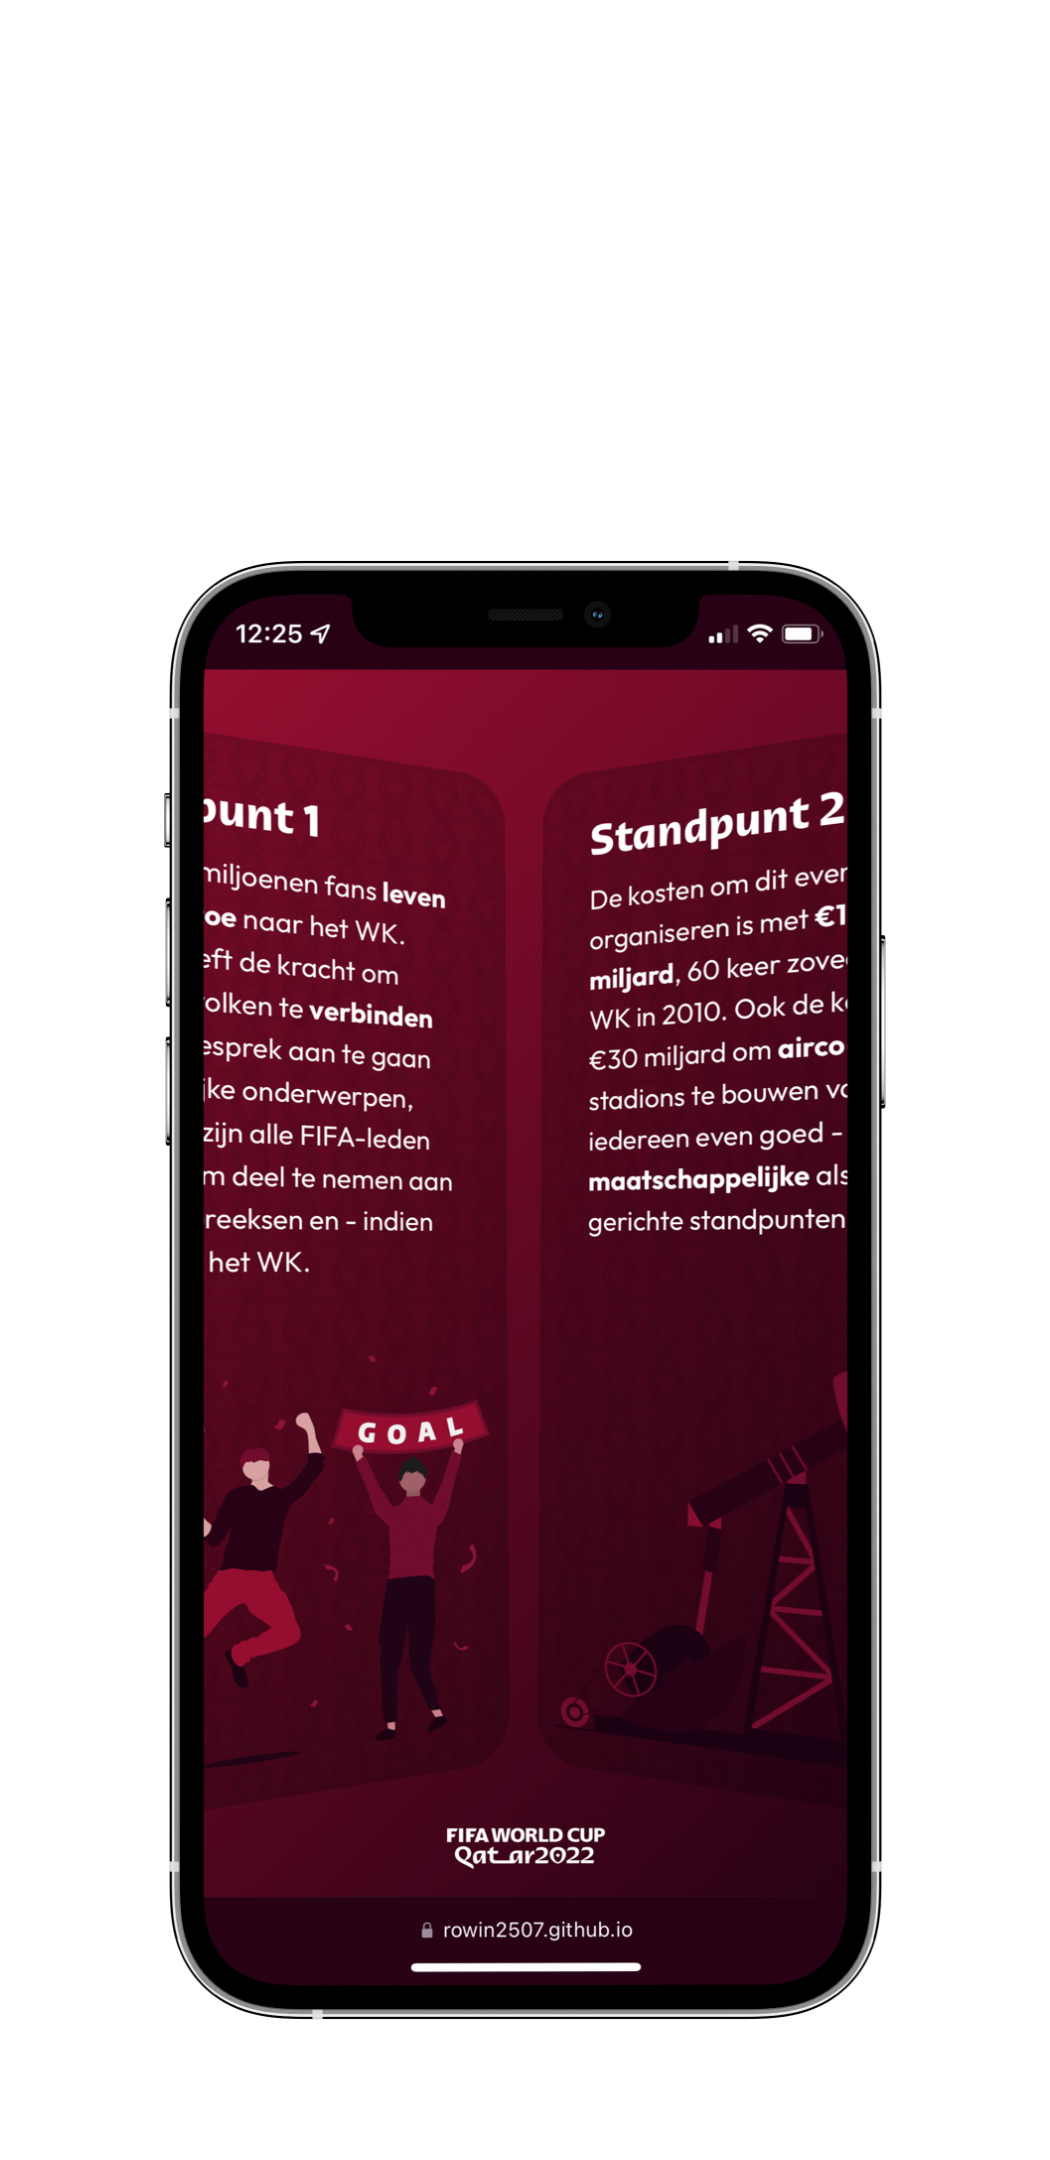 12:25
punt 1
miljoenen fans leven
oe naar het WK.
eft de kracht om
olken te verbinden
esprek aan te gaan
jke onderwerpen,
zijn alle FIFA-leden
m deel te nemen aan
reeksen en - indien
het WK.
GOAL
Standpunt 2
De kosten om dit ever
organiseren is met €1
miljard, 60 keer zovee
WK in 2010. Ook de k
€30 miljard om airco
stadions te bouwen v
iedereen even goed -
maatschappelijke als
gerichte standpunten
FIFA WORLD CUP
Qatar2022
rowin2507.github.io